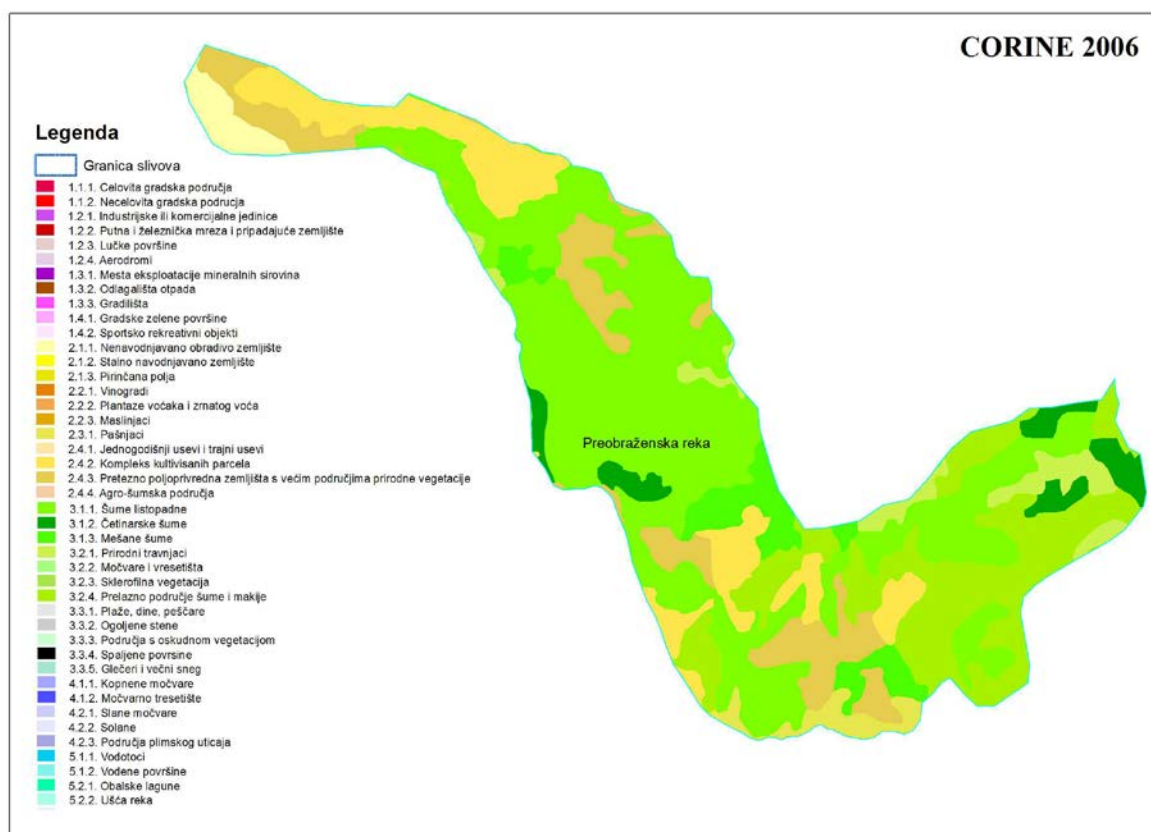 CORINE 2006
Legenda
Granica slivova
1.1.1. Celovita gradska područja
1.1.2. Necelovita gradska podrucja
1.2.1. Industrijske ili komercijalne jedinice
1.2.2. Putna i železnička mreza i pripadajuće zemljište
1.2.3. Lučke površine
1.2.4. Aerodromi
1.3.1. Mesta eksploatacije mineralnih sirovina
1.3.2. Odlagališta otpada
1.3.3. Gradilišta
1.4.1. Gradske zelene površine
1.4.2. Sportsko rekreativni objekti
2.1.1. Nenavodnjavano obradivo zemljište
2.1.2. Stalno navodnjavano zemljište
2.1.3. Pirinčana polja
2.2.1. Vinogradi
2.2.2. Plantaze voćaka i zrnatog voća
2.2.3. Maslinjaci
2.3.1. Pašnjaci
2.4.1. Jednogodišnji usevi i trajni usevi
2.4.2. Kompleks kultivisanih parcela
2.4.3. Pretezno poljoprivredna zemljišta s većim područjima prirodne vegetacije
2.4.4. Agro-šumska područja
3.1.1. Šume listopadne
3.1.2. Četinarske šume
3.1.3. Mešane šume
3.2.1. Prirodni travnjaci
3.2.2. Močvare i vresetišta
3.2.3. Sklerofilna vegetacija
3.2.4. Prelazno područje šume i makije
3.3.1. Plaže, dine, peščare
3.3.2. Ogoljene stene
3.3.3. Područja s oskudnom vegetacijom
3.3.4. Spaljene povrsine
3.3.5. Glečeri i večni sneg
4.1.1. Kopnene močvare
4.1.2. Močvarno tresetište
4.2.1. Slane močvare
4.2.2. Solane
4.2.3. Područja plimskog uticaja
5.1.1. Vodotoci
5.1.2. Vodene površine
5.2.1. Obalske lagune
5.2.2. Ušća reka
Preobraženska reka